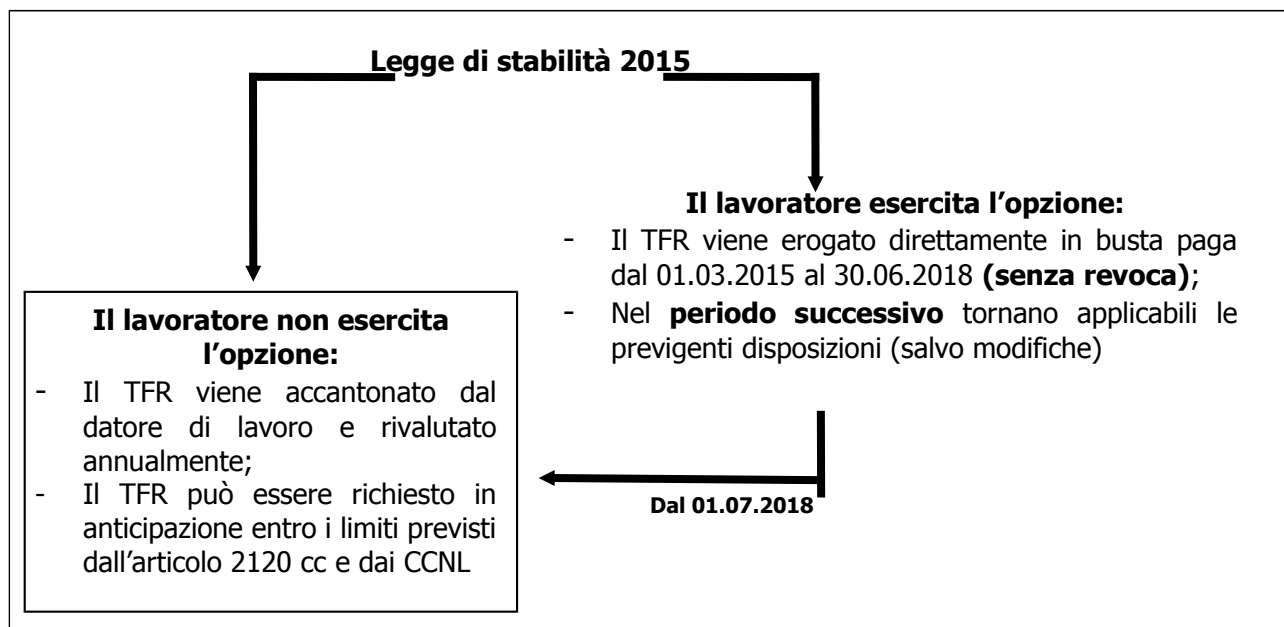 Legge di stabilità 2015
Il lavoratore esercita l'opzione:
- Il TFR viene erogato direttamente in busta paga
dal 01.03.2015 al 30.06.2018 (senza revoca);
- Nel periodo successivo tornano applicabili le
previgenti disposizioni (salvo modifiche)
Il lavoratore non esercita
l'opzione:
- Il TFR viene accantonato dal
datore di lavoro e rivalutato
annualmente;
- Il TFR può essere richiesto in
anticipazione entro i limiti previsti
dall'articolo 2120 cc e dai CCNL
Dal 01.07.2018